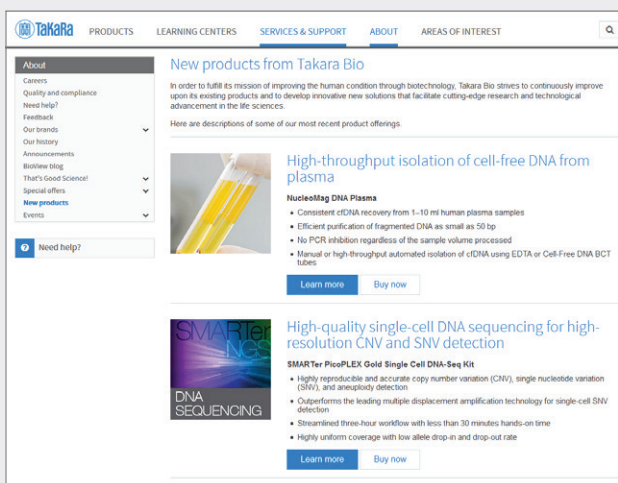 TaKaRa
PRODUCTS
LEARNING CENTERS
SERVICES & SUPPORT
ABOUT
AREAS OF INTEREST
About
Careers
Quality and compliance
Need help?
Feedback
Our brands
Our history
Announcements
BioView blog
That's Good Science!
Special offers
New products
Events
? Need help?
New products from Takara Bio
In order to fulfill its mission of improving the human condition through biotechnology, Takara Bio strives to continuously improve
upon its existing products and to develop innovative new solutions that facilitate cutting-edge research and technological
advancement in the life sciences.
Here are descriptions of some of our most recent product offerings.
High-throughput isolation of cell-free DNA from
plasma
NucleoMag DNA Plasma
• Consistent cfDNA recovery from 1–10 ml human plasma samples
• Efficient purification of fragmented DNA as small as 50 bp
• No PCR inhibition regardless of the sample volume processed
• Manual or high-throughput automated isolation of cfDNA using EDTA or Cell-Free DNA BCT
tubes
Learn more
Buy now
SMARTer
NGS
DNA
SEQUENCING
High-quality single-cell DNA sequencing for high-
resolution CNV and SNV detection
SMARTer PicoPLEX Gold Single Cell DNA-Seq Kit
• Highly reproducible and accurate copy number variation (CNV), single nucleotide variation
(SNV), and aneuploidy detection
• Outperforms the leading multiple displacement amplification technology for single-cell SNV
detection
• Streamlined three-hour workflow with less than 30 minutes hands-on time
• Highly uniform coverage with low allele drop-in and drop-out rate
Learn more
Buy now